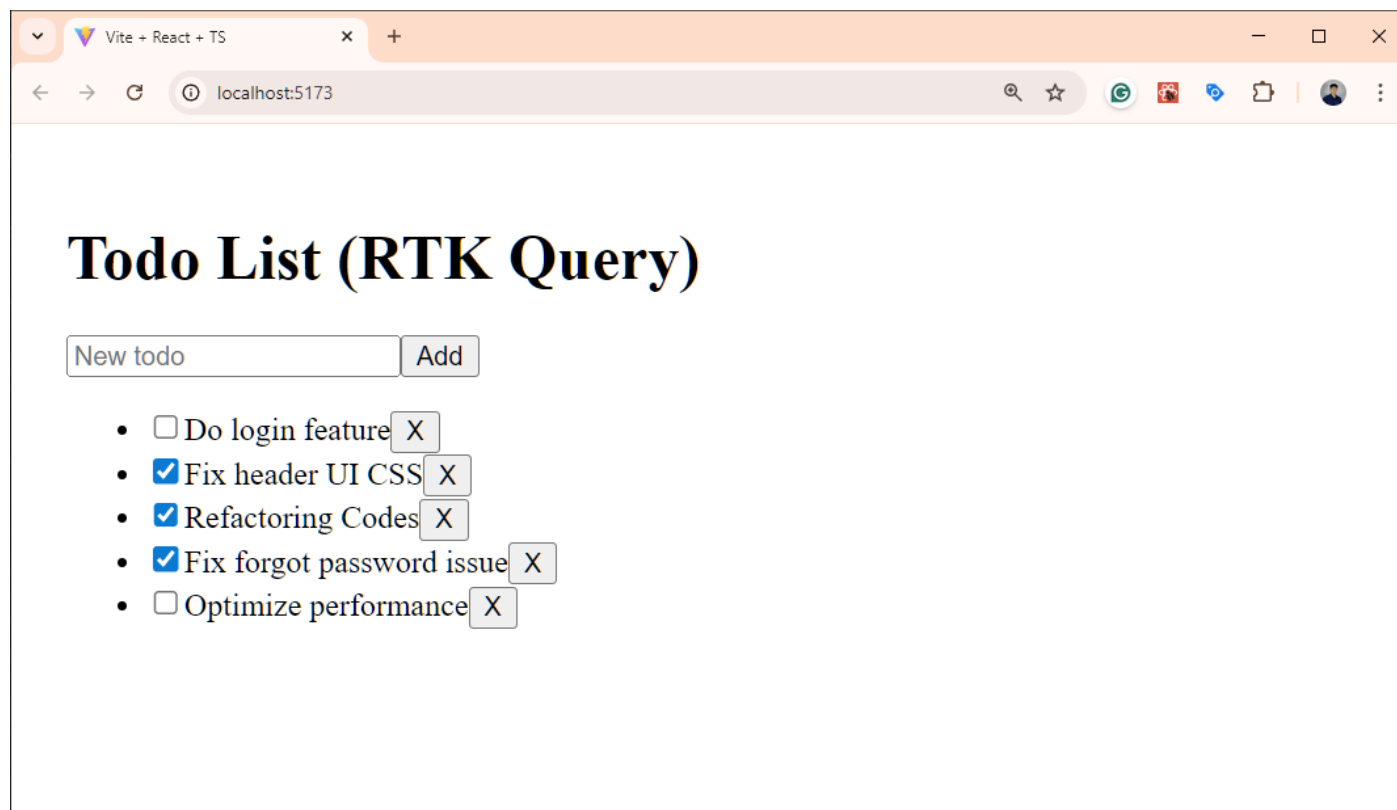 Vite + React + TS
localhost:5173
Todo List (RTK Query)
New todo Add
Do login feature X
Fix header UI CSS X
Refactoring Codes X
Fix forgot password issue X
Optimize performance X